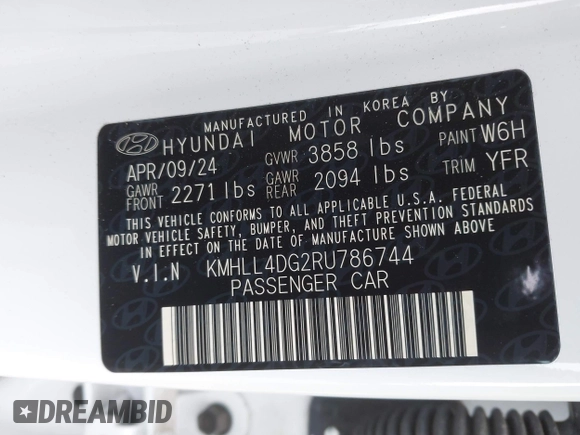 MANUFACTURED IN KOREA BY
HYUNDAI MOTOR COMPANY
APR/09/24 GVWR 3858 lbs PAINT W6H
GAWR FRONT 2271 lbs GAWR REAR 2094 lbs TRIM YFR
THIS VEHICLE CONFORMS TO ALL APPLICABLE U.S.A. FEDERAL
MOTOR VEHICLE SAFETY, BUMPER, AND THEFT PREVENTION STANDARDS
IN EFFECT ON THE DATE OF MANUFACTURE SHOWN ABOVE
V.I.N KMHLL4DG2RU786744
PASSENGER CAR
DREAMBID